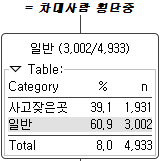 = 차대사람 횡단중
일반 (3,002/4,933)
▽ Table:
Category % n
사고잦은곳 39,1 1,931
일반 60,9 3,002
Total 8,0 4,933